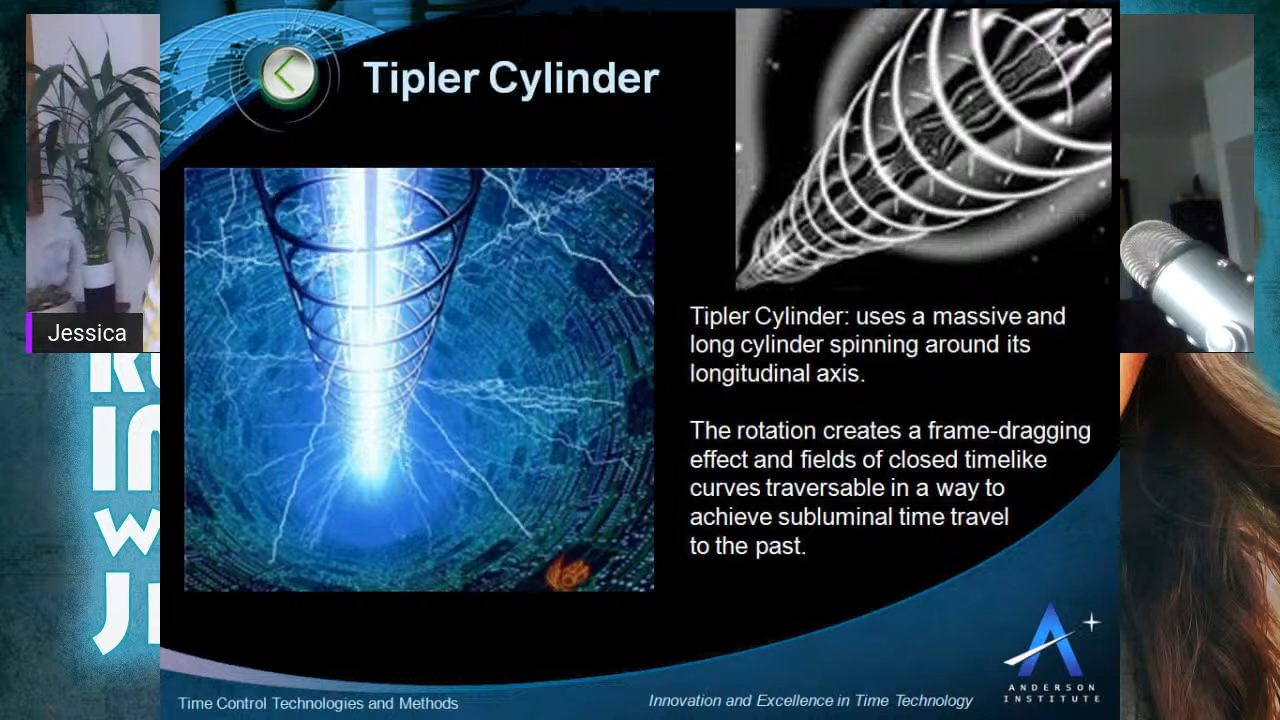 Tipler Cylinder
Jessica
Tipler Cylinder: uses a massive and
long cylinder spinning around its
longitudinal axis.
The rotation creates a frame-dragging
effect and fields of closed timelike
curves traversable in a way to
achieve subluminal time travel
to the past.
Time Control Technologies and Methods
Innovation and Excellence in Time Technology
ANDERSON
INSTITUTE